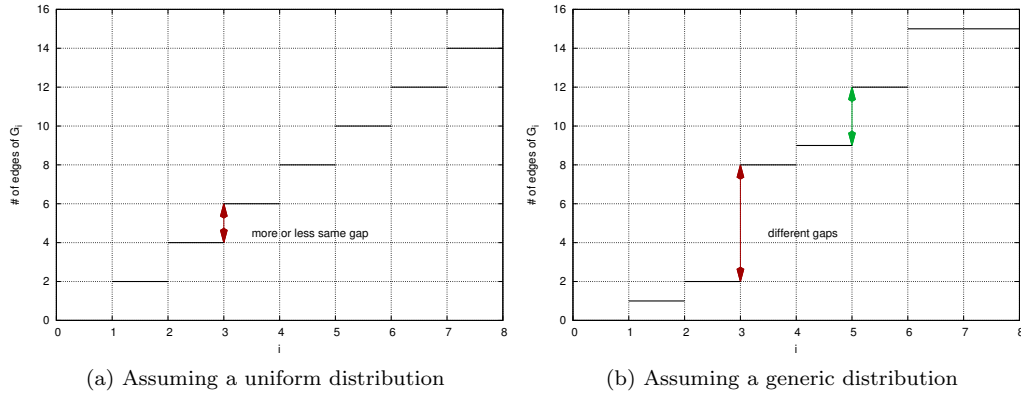 16
14
12
10
8
6
4
2
0
# of edges of Gi
more or less same gap
0 1 2 3 4 5 6 7 8
i
(a) Assuming a uniform distribution
16
14
12
10
8
6
4
2
0
# of edges of Gi
different gaps
0 1 2 3 4 5 6 7 8
i
(b) Assuming a generic distribution